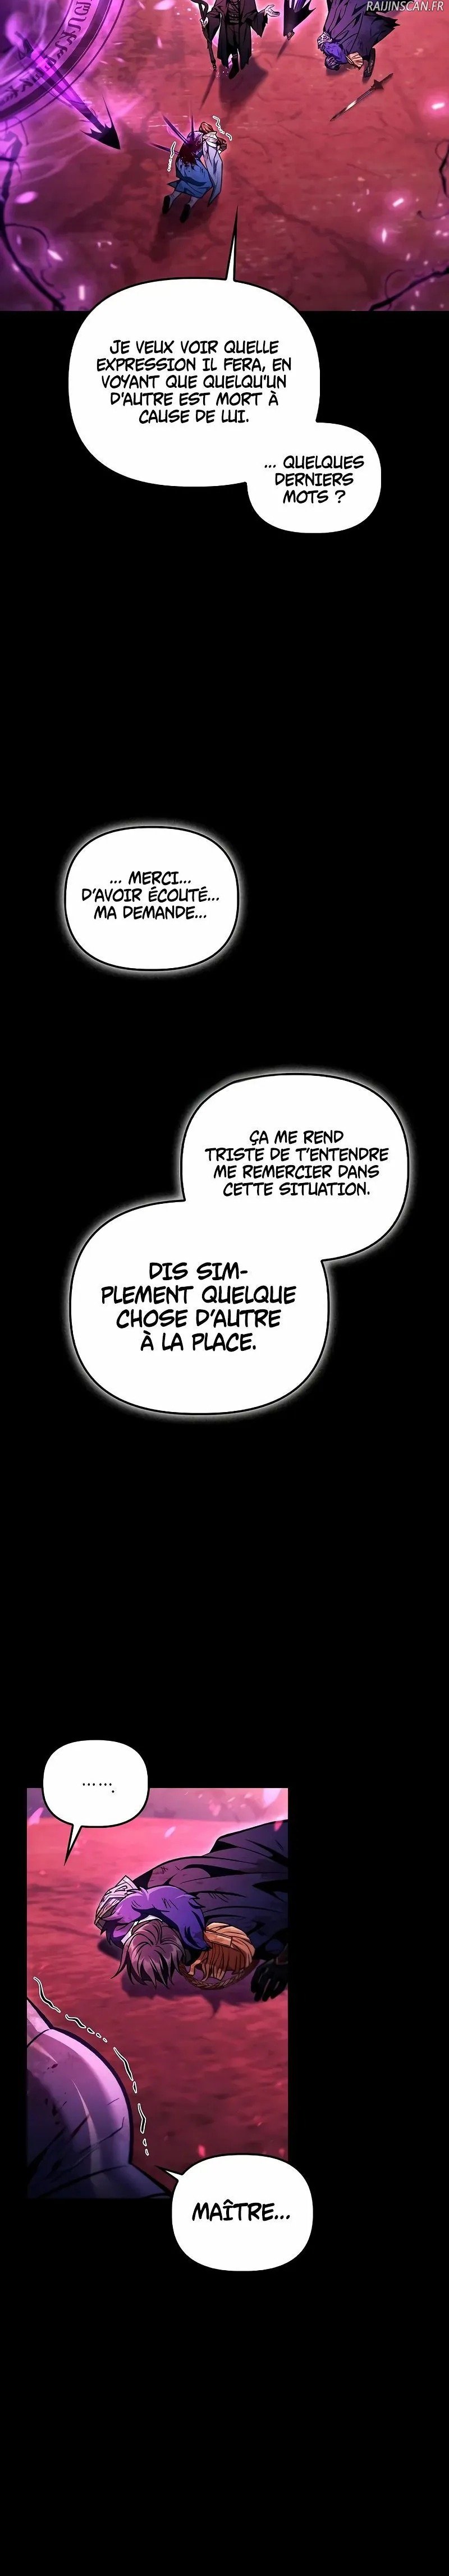 RAIJINSCAN.FR
JE VEUX VOIR QUELLE
EXPRESSION IL FERA, EN
VOYANT QUE QUELQU'UN
D'AUTRE EST MORT À
CAUSE DE LUI.
... QUELQUES
DERNIERS
MOTS ?
... MERCI...
D'AVOIR ÉCOUTÉ...
MA DEMANDE...
ÇA ME REND
TRISTE DE T'ENTENDRE
ME REMERCIER DANS
CETTE SITUATION.
DIS SIM-
PLEMENT QUELQUE
CHOSE D'AUTRE
À LA PLACE.
... ....
MAÎTRE...